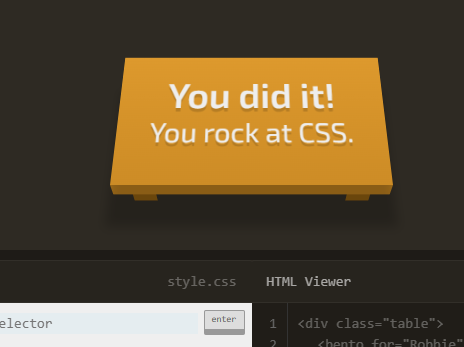 You did it!
You rock at CSS.
style.css HTML Viewer
elector enter 1 <div class="table">
2 <bento for="Robbie"